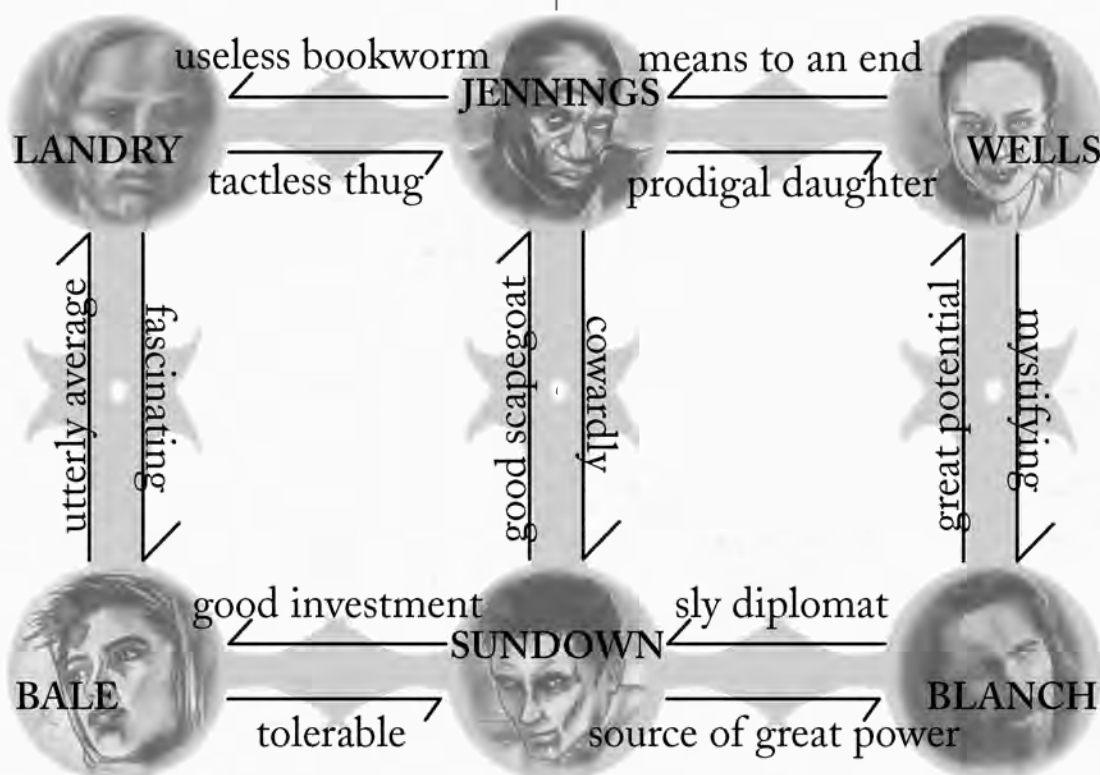 useless bookworm
means to an end
JENNINGS
LANDRY
WELLS
tactless thug
prodigal daughter
utterly average
fascinating
good scapegoat
cowardly
great potential
mystifying
good investment
sly diplomat
SUNDOWN
BALE
BLANCH
tolerable
source of great power